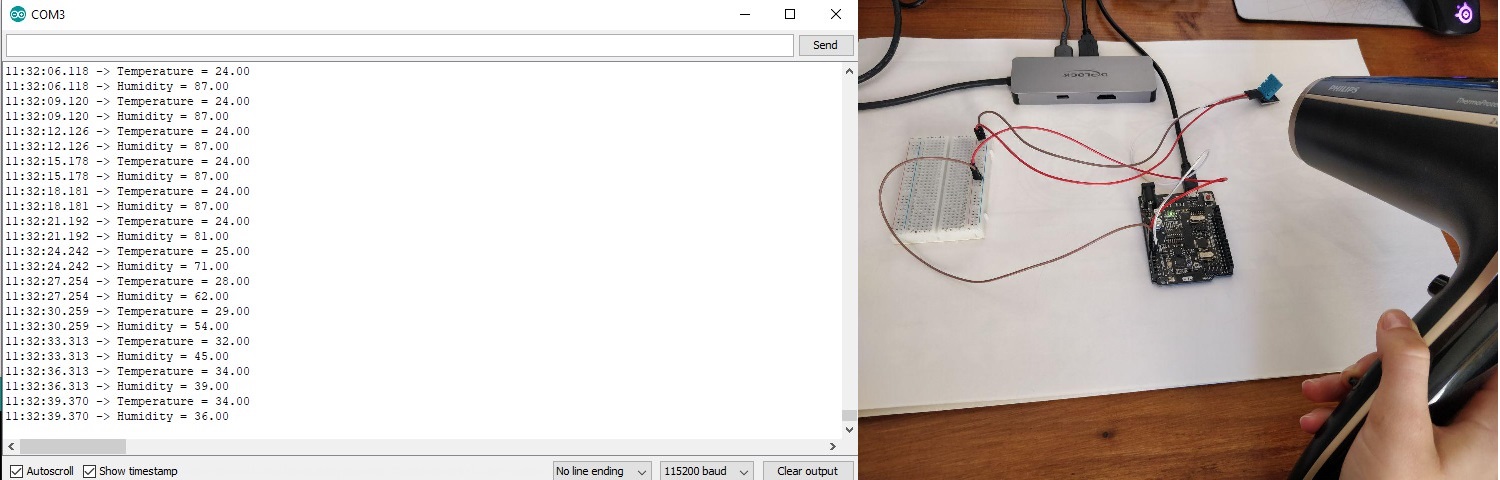 COM3
Send
11:32:06.118 -> Temperature = 24.00
11:32:06.118 -> Humidity = 87.00
11:32:09.120 -> Temperature = 24.00
11:32:09.120 -> Humidity = 87.00
11:32:12.126 -> Temperature = 24.00
11:32:12.126 -> Humidity = 87.00
11:32:15.178 -> Temperature = 24.00
11:32:15.178 -> Humidity = 87.00
11:32:18.181 -> Temperature = 24.00
11:32:18.181 -> Humidity = 87.00
11:32:21.192 -> Temperature = 24.00
11:32:21.192 -> Humidity = 81.00
11:32:24.242 -> Temperature = 25.00
11:32:24.242 -> Humidity = 71.00
11:32:27.254 -> Temperature = 28.00
11:32:27.254 -> Humidity = 62.00
11:32:30.259 -> Temperature = 29.00
11:32:30.259 -> Humidity = 54.00
11:32:33.313 -> Temperature = 32.00
11:32:33.313 -> Humidity = 45.00
11:32:36.313 -> Temperature = 34.00
11:32:36.313 -> Humidity = 39.00
11:32:39.370 -> Temperature = 34.00
11:32:39.370 -> Humidity = 36.00
Autoscroll Show timestamp No line ending 115200 baud Clear output
DELOCK
PHILIPS